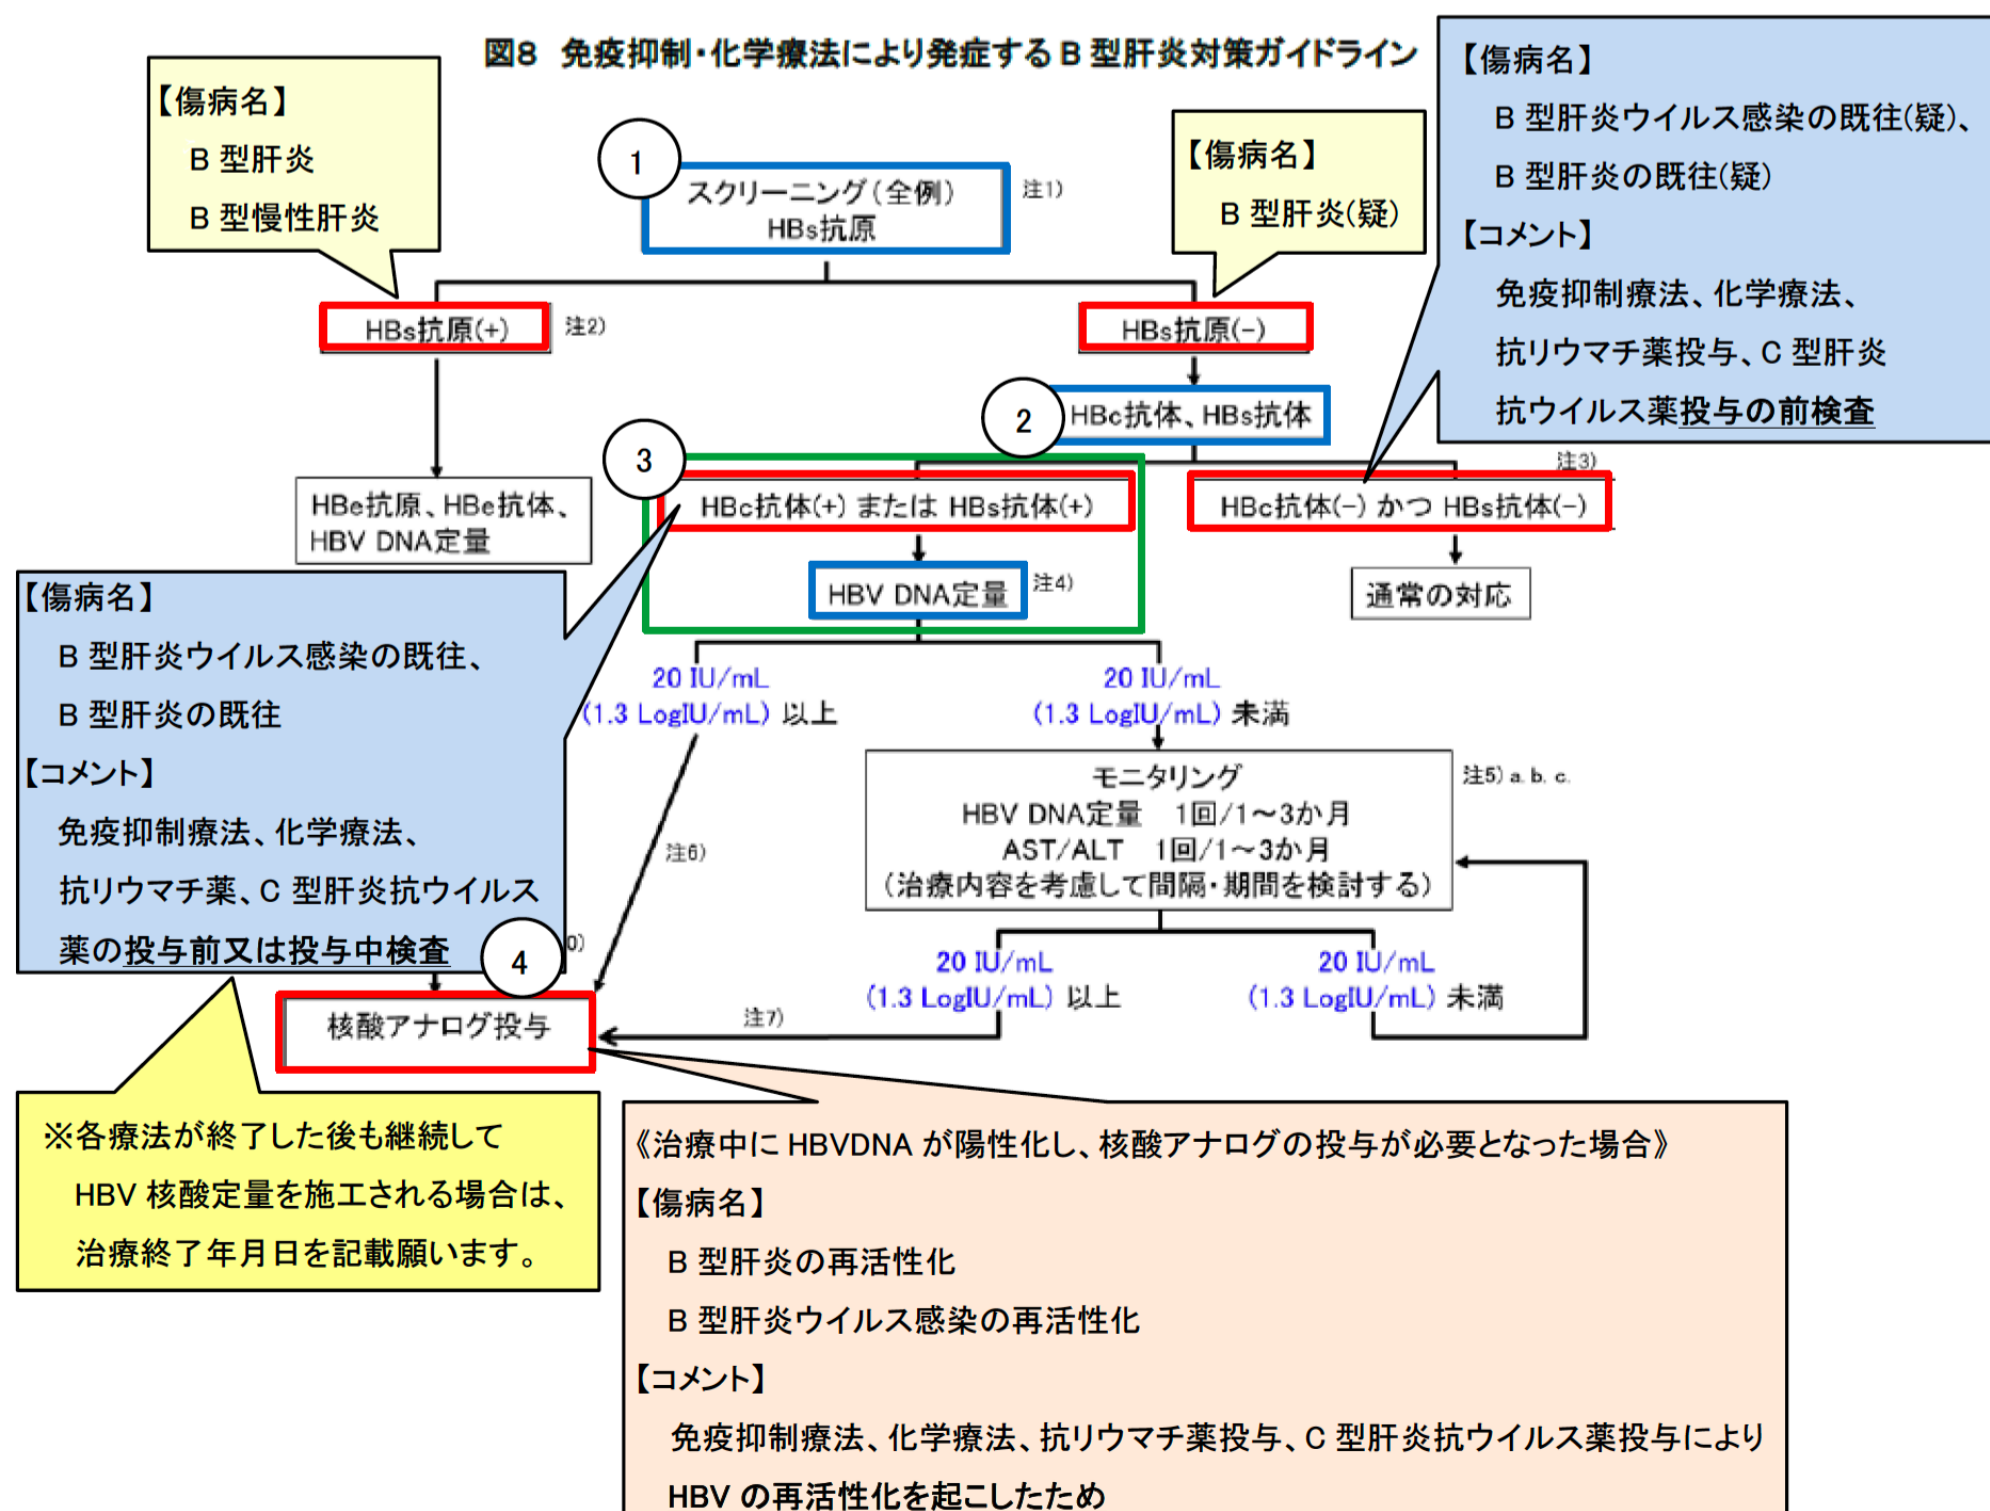 図8 免疫抑制・化学療法により発症するB型肝炎対策ガイドライン
【傷病名】
B型肝炎
B型慢性肝炎
1
スクリーニング(全例)
HBs抗原
注1)
【傷病名】
B型肝炎(疑)
【傷病名】
B型肝炎ウイルス感染の既往(疑)、
B型肝炎の既往(疑)
【コメント】
免疫抑制療法、化学療法、
抗リウマチ薬投与、C型肝炎
抗ウイルス薬投与の前検査
HBs抗原(+)
注2)
HBs抗原(-)
2
HBc抗体、HBs抗体
3
注3)
HBe抗原、HBe抗体、
HBV DNA定量
HBc抗体(+) または HBs抗体(+)
HBc抗体(-) かつ HBs抗体(-)
HBV DNA定量
注4)
通常の対応
【傷病名】
B型肝炎ウイルス感染の既往、
B型肝炎の既往
【コメント】
免疫抑制療法、化学療法、
抗リウマチ薬、C型肝炎抗ウイルス
薬の投与前又は投与中検査
20 IU/mL
(1.3 LogIU/mL) 以上
20 IU/mL
(1.3 LogIU/mL) 未満
モニタリング
HBV DNA定量 1回/1~3か月
AST/ALT 1回/1~3か月
(治療内容を考慮して間隔・期間を検討する)
注5) a. b. c.
注6)
4
0)
20 IU/mL
(1.3 LogIU/mL) 以上
20 IU/mL
(1.3 LogIU/mL) 未満
核酸アナログ投与
注7)
※各療法が終了した後も継続して
HBV核酸定量を施工される場合は、
治療終了年月日を記載願います。
《治療中にHBVDNAが陽性化し、核酸アナログの投与が必要となった場合》
【傷病名】
B型肝炎の再活性化
B型肝炎ウイルス感染の再活性化
【コメント】
免疫抑制療法、化学療法、抗リウマチ薬投与、C型肝炎抗ウイルス薬投与により
HBVの再活性化を起こしたため